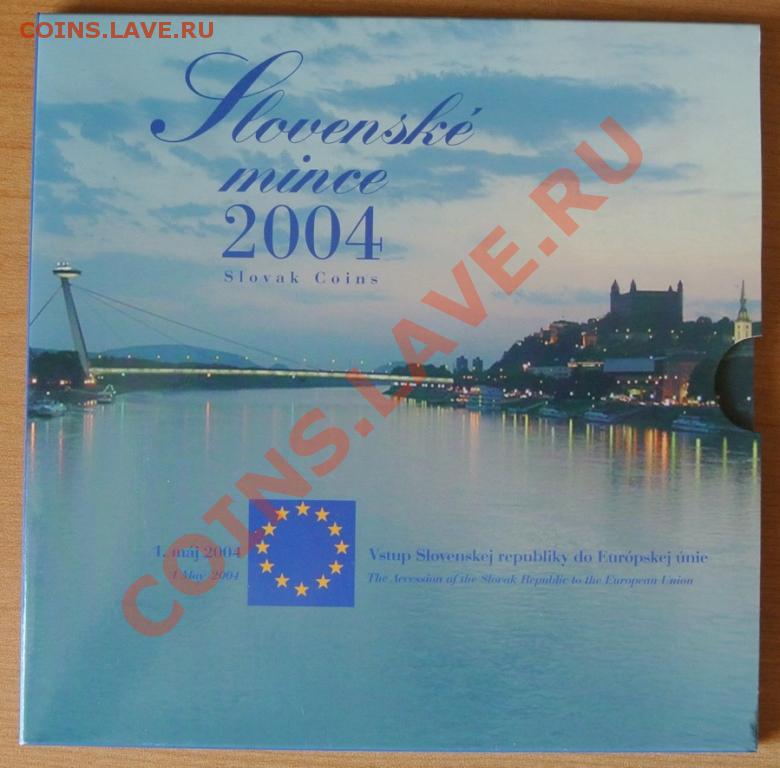 COINS.LAVE.RU
Slovenské
mince
2004
Slovak Coins
COINS.LAVE.RU
1. máj 2004
1 May 2004
Vstup Slovenskej republiky do Európskej únie
The Accession of the Slovak Republic to the European Union